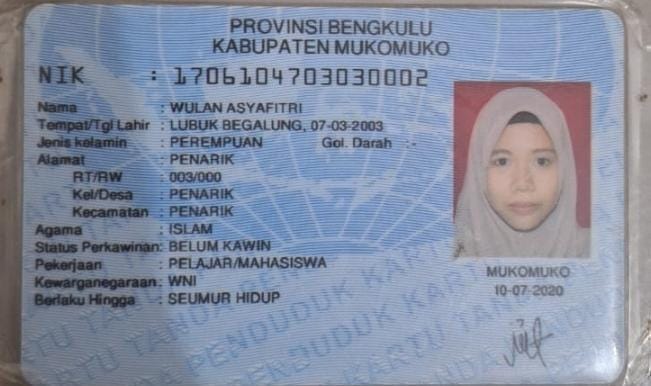 PROVINSI BENGKULU
KABUPATEN MUKOMUKO
NIK : 1706104703030002
Nama : WULAN ASYAFITRI
Tempat/Tgl Lahir : LUBUK BEGALUNG, 07-03-2003
Jenis kelamin : PEREMPUAN Gol. Darah :-
Alamat : PENARIK
RT/RW : 003/000
Kel/Desa : PENARIK
Kecamatan : PENARIK
Agama : ISLAM
Status Perkawinan: BELUM KAWIN
Pekerjaan : PELAJAR/MAHASISWA
Kewarganegaraan: WNI
Berlaku Hingga : SEUMUR HIDUP
MUKOMUKO
10-07-2020